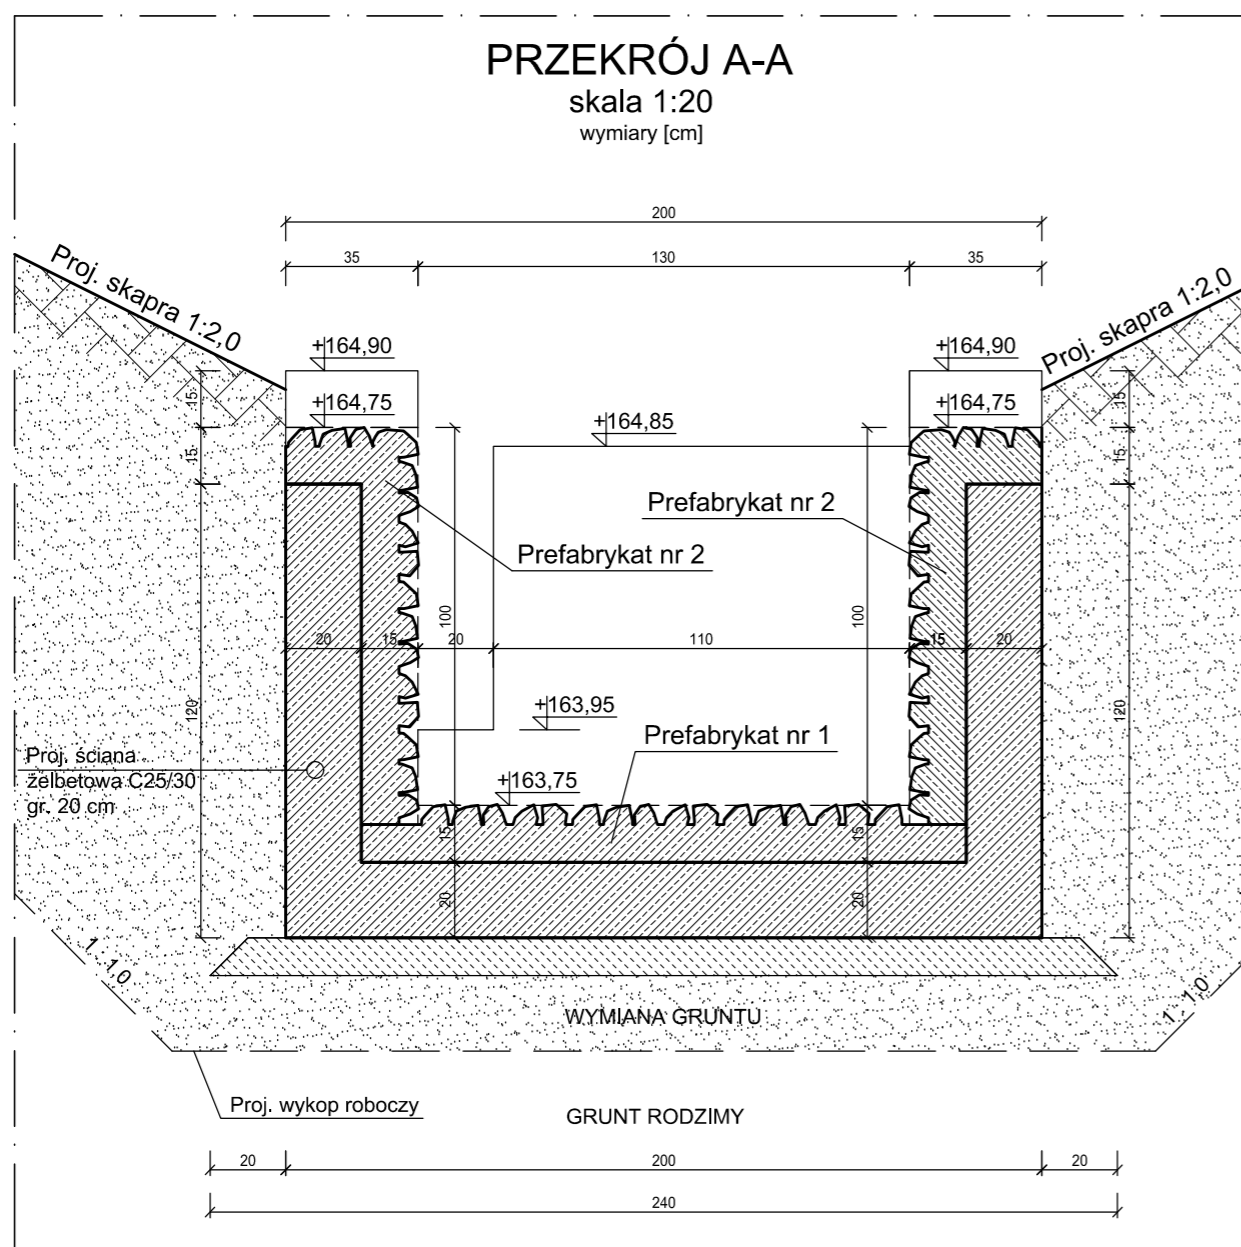 PRZEKRÓJ A-A
skala 1:20
wymiary [cm]
200
35 130 35
Proj. skapra 1:2,0
Proj. skapra 1:2,0
+164,90 +164,90
15 15
+164,75 +164,75
+164,85
15 15
Prefabrykat nr 2
Prefabrykat nr 2
100 100
20 15 20 110 15 20
120 120
+163,95
Prefabrykat nr 1
Proj. ściana
żelbetowa C25/30
gr. 20 cm
+163,75
15 15
20 20
1:1,0 1:1,0
WYMIANA GRUNTU
Proj. wykop roboczy
GRUNT RODZIMY
20 200 20
240